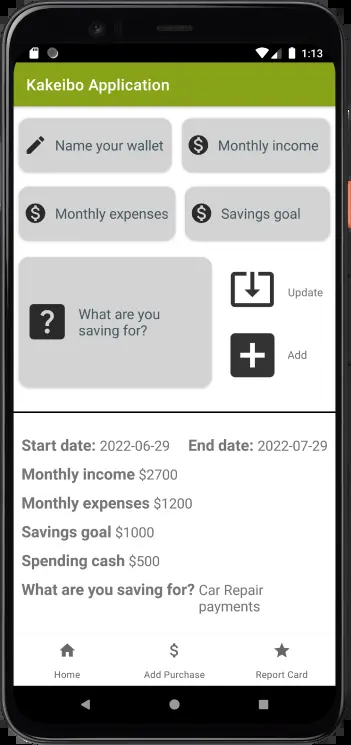 1:13
Kakeibo Application
Name your wallet
Monthly income
Monthly expenses
Savings goal
What are you
saving for?
Update
Add
Start date: 2022-06-29 End date: 2022-07-29
Monthly income $2700
Monthly expenses $1200
Savings goal $1000
Spending cash $500
What are you saving for? Car Repair
payments
Home
Add Purchase
Report Card